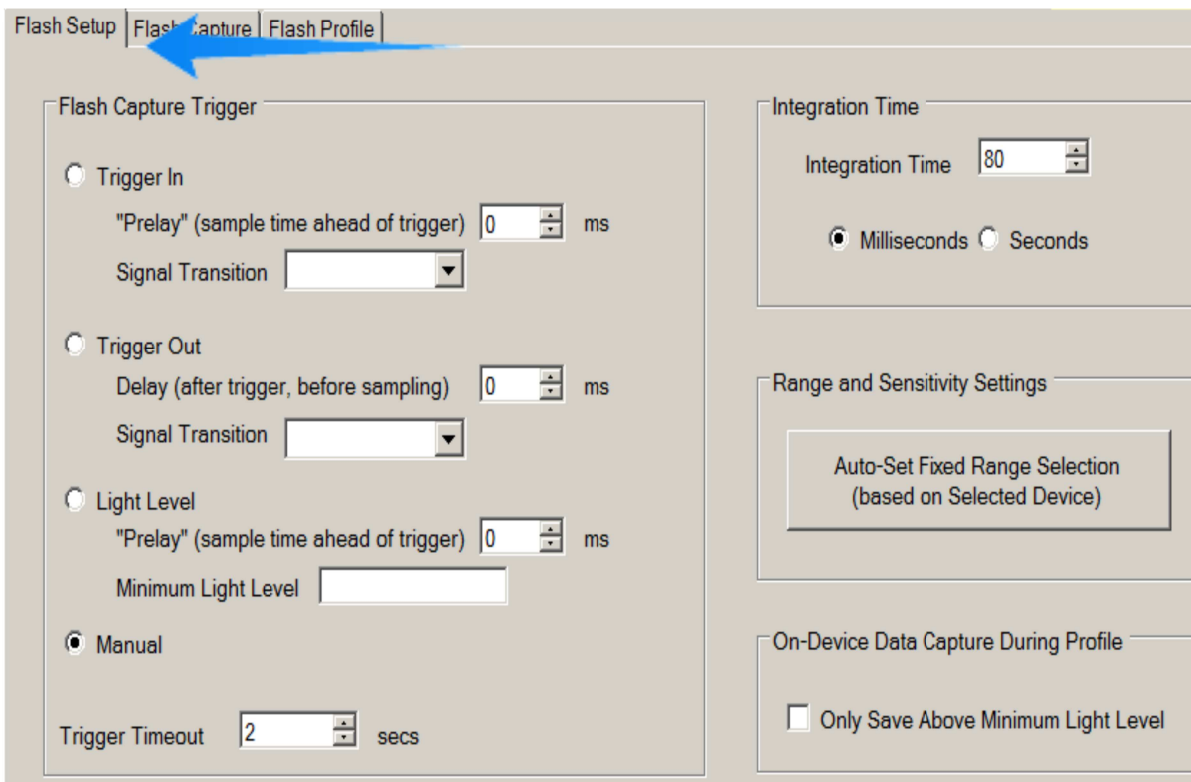 Flash Setup Flash Capture Flash Profile
Flash Capture Trigger
Trigger In
"Prelay" (sample time ahead of trigger) 0 ms
Signal Transition
Trigger Out
Delay (after trigger, before sampling) 0 ms
Signal Transition
Light Level
"Prelay" (sample time ahead of trigger) 0 ms
Minimum Light Level
Manual
Trigger Timeout 2 secs
Integration Time
Integration Time 80
Milliseconds Seconds
Range and Sensitivity Settings
Auto-Set Fixed Range Selection
(based on Selected Device)
On-Device Data Capture During Profile
Only Save Above Minimum Light Level